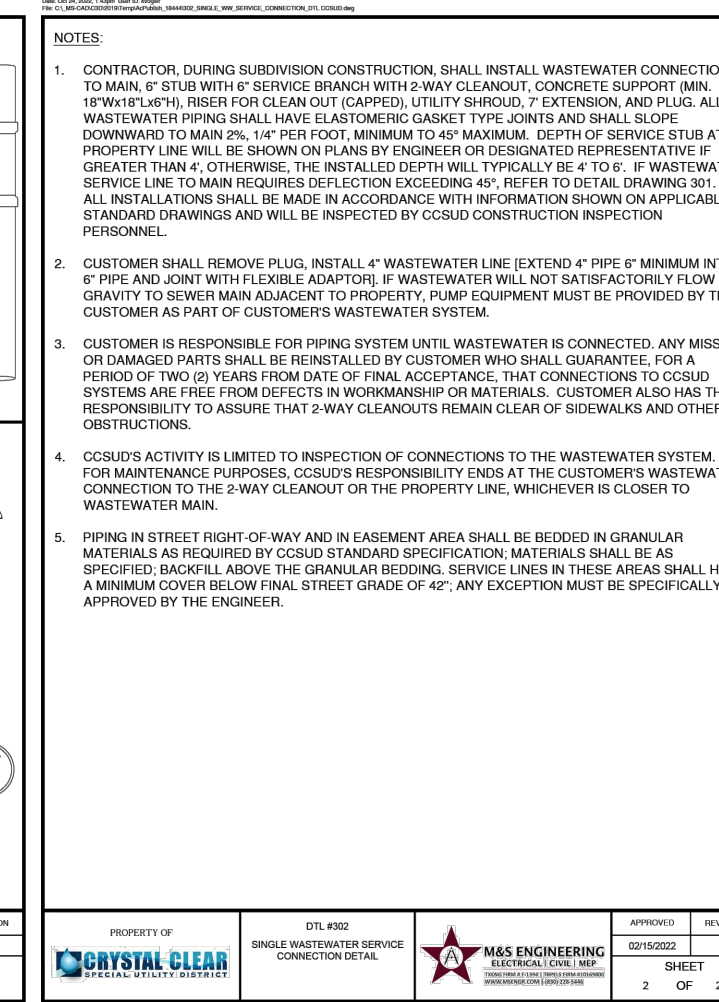 Date: Oct 24, 2022, 1:43pm User ID: kvogler
File: C:\_MS-CAD\C3D\2019\Temp\AcPublish_18444\302_SINGLE_WW_SERVICE_CONNECTION_DTL CCSUD.dwg
NOTES:
1. CONTRACTOR, DURING SUBDIVISION CONSTRUCTION, SHALL INSTALL WASTEWATER CONNECTIO
TO MAIN, 6" STUB WITH 6" SERVICE BRANCH WITH 2-WAY CLEANOUT, CONCRETE SUPPORT (MIN.
18"Wx18"Lx6"H), RISER FOR CLEAN OUT (CAPPED), UTILITY SHROUD, 7' EXTENSION, AND PLUG. ALL
WASTEWATER PIPING SHALL HAVE ELASTOMERIC GASKET TYPE JOINTS AND SHALL SLOPE
DOWNWARD TO MAIN 2%, 1/4" PER FOOT, MINIMUM TO 45° MAXIMUM. DEPTH OF SERVICE STUB AT
PROPERTY LINE WILL BE SHOWN ON PLANS BY ENGINEER OR DESIGNATED REPRESENTATIVE IF
GREATER THAN 4', OTHERWISE, THE INSTALLED DEPTH WILL TYPICALLY BE 4' TO 6'. IF WASTEWAT
SERVICE LINE TO MAIN REQUIRES DEFLECTION EXCEEDING 45°, REFER TO DETAIL DRAWING 301.
ALL INSTALLATIONS SHALL BE MADE IN ACCORDANCE WITH INFORMATION SHOWN ON APPLICABL
STANDARD DRAWINGS AND WILL BE INSPECTED BY CCSUD CONSTRUCTION INSPECTION
PERSONNEL.
2. CUSTOMER SHALL REMOVE PLUG, INSTALL 4" WASTEWATER LINE [EXTEND 4" PIPE 6" MINIMUM INT
6" PIPE AND JOINT WITH FLEXIBLE ADAPTOR]. IF WASTEWATER WILL NOT SATISFACTORILY FLOW
GRAVITY TO SEWER MAIN ADJACENT TO PROPERTY, PUMP EQUIPMENT MUST BE PROVIDED BY TH
CUSTOMER AS PART OF CUSTOMER'S WASTEWATER SYSTEM.
3. CUSTOMER IS RESPONSIBLE FOR PIPING SYSTEM UNTIL WASTEWATER IS CONNECTED. ANY MISS
OR DAMAGED PARTS SHALL BE REINSTALLED BY CUSTOMER WHO SHALL GUARANTEE, FOR A
PERIOD OF TWO (2) YEARS FROM DATE OF FINAL ACCEPTANCE, THAT CONNECTIONS TO CCSUD
SYSTEMS ARE FREE FROM DEFECTS IN WORKMANSHIP OR MATERIALS. CUSTOMER ALSO HAS TH
RESPONSIBILITY TO ASSURE THAT 2-WAY CLEANOUTS REMAIN CLEAR OF SIDEWALKS AND OTHER
OBSTRUCTIONS.
4. CCSUD'S ACTIVITY IS LIMITED TO INSPECTION OF CONNECTIONS TO THE WASTEWATER SYSTEM.
FOR MAINTENANCE PURPOSES, CCSUD'S RESPONSIBILITY ENDS AT THE CUSTOMER'S WASTEWAT
CONNECTION TO THE 2-WAY CLEANOUT OR THE PROPERTY LINE, WHICHEVER IS CLOSER TO
WASTEWATER MAIN.
5. PIPING IN STREET RIGHT-OF-WAY AND IN EASEMENT AREA SHALL BE BEDDED IN GRANULAR
MATERIALS AS REQUIRED BY CCSUD STANDARD SPECIFICATION; MATERIALS SHALL BE AS
SPECIFIED; BACKFILL ABOVE THE GRANULAR BEDDING. SERVICE LINES IN THESE AREAS SHALL H
A MINIMUM COVER BELOW FINAL STREET GRADE OF 42"; ANY EXCEPTION MUST BE SPECIFICALLY
APPROVED BY THE ENGINEER.
ON
PROPERTY OF
CRYSTAL CLEAR
SPECIAL UTILITY DISTRICT
DTL #302
SINGLE WASTEWATER SERVICE
CONNECTION DETAIL
M&S ENGINEERING
ELECTRICAL | CIVIL | MEP
TXENG FIRM # F-1394 | TBPELS FIRM #10169800
WWW.MSENGR.COM | (830)-228-5446
APPROVED REV
02/15/2022
SHEET
2 OF 2